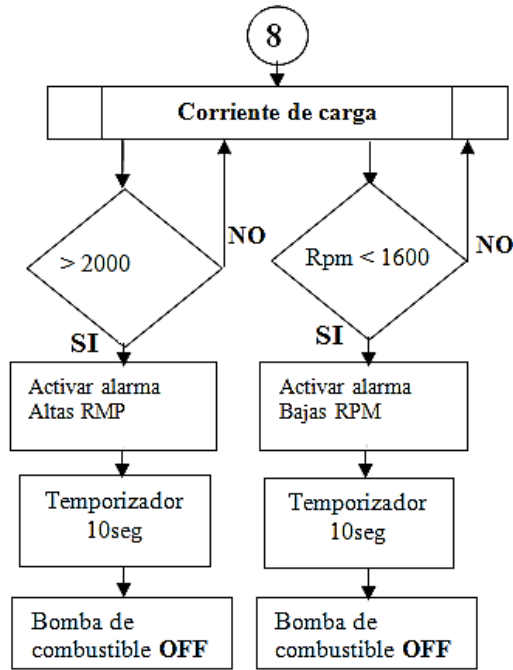 8
Corriente de carga
> 2000
NO
Rpm < 1600
NO
SI
SI
Activar alarma
Altas RMP
Activar alarma
Bajas RPM
Temporizador
10seg
Temporizador
10seg
Bomba de
combustible OFF
Bomba de
combustible OFF